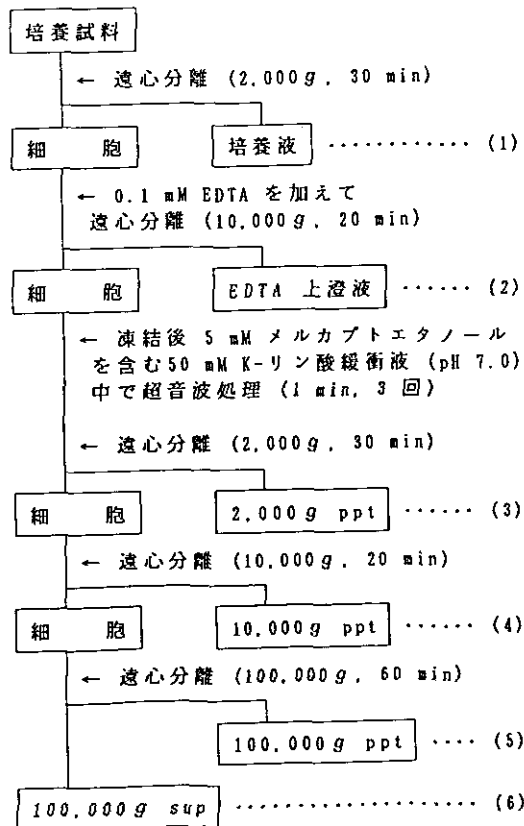 培養試料
← 遠心分離 (2,000g, 30 min)
細 胞 培養液 ············ (1)
← 0.1 mM EDTA を加えて
遠心分離 (10,000g, 20 min)
細 胞 EDTA 上澄液 ······ (2)
← 凍結後 5 mM メルカプトエタノール
を含む50 mM K-リン酸緩衝液 (pH 7.0)
中で超音波処理 (1 min, 3 回)
← 遠心分離 (2,000g, 30 min)
細 胞 2,000g ppt ······ (3)
← 遠心分離 (10,000g, 20 min)
細 胞 10,000g ppt ······ (4)
← 遠心分離 (100,000g, 60 min)
100,000g ppt ···· (5)
100,000g sup ···················· (6)